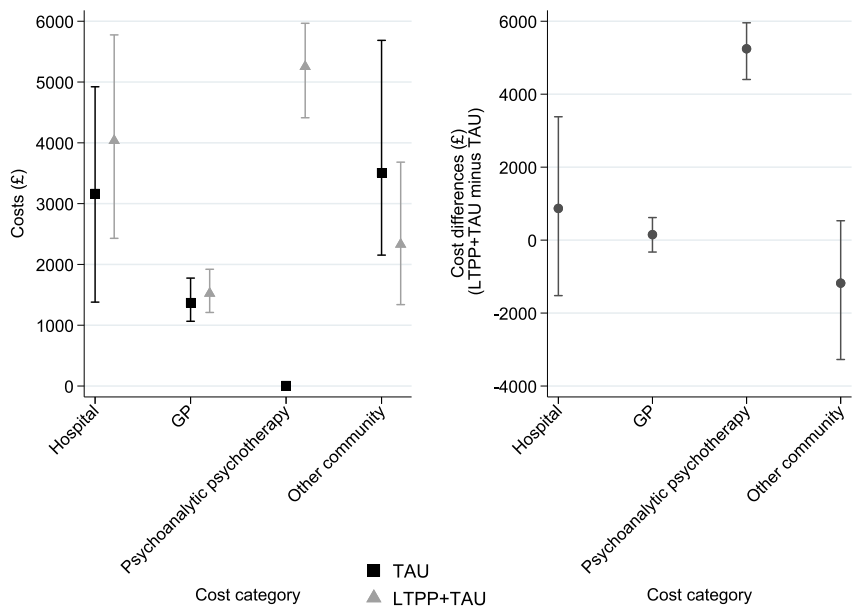 6000
5000
4000
3000
2000
1000
0
Costs (£)
Hospital
GP
Psychoanalytic psychotherapy
Other community
Cost category
6000
4000
2000
0
-2000
-4000
Cost differences (£)
(LTPP+TAU minus TAU)
Hospital
GP
Psychoanalytic psychotherapy
Other community
Cost category
TAU
LTPP+TAU